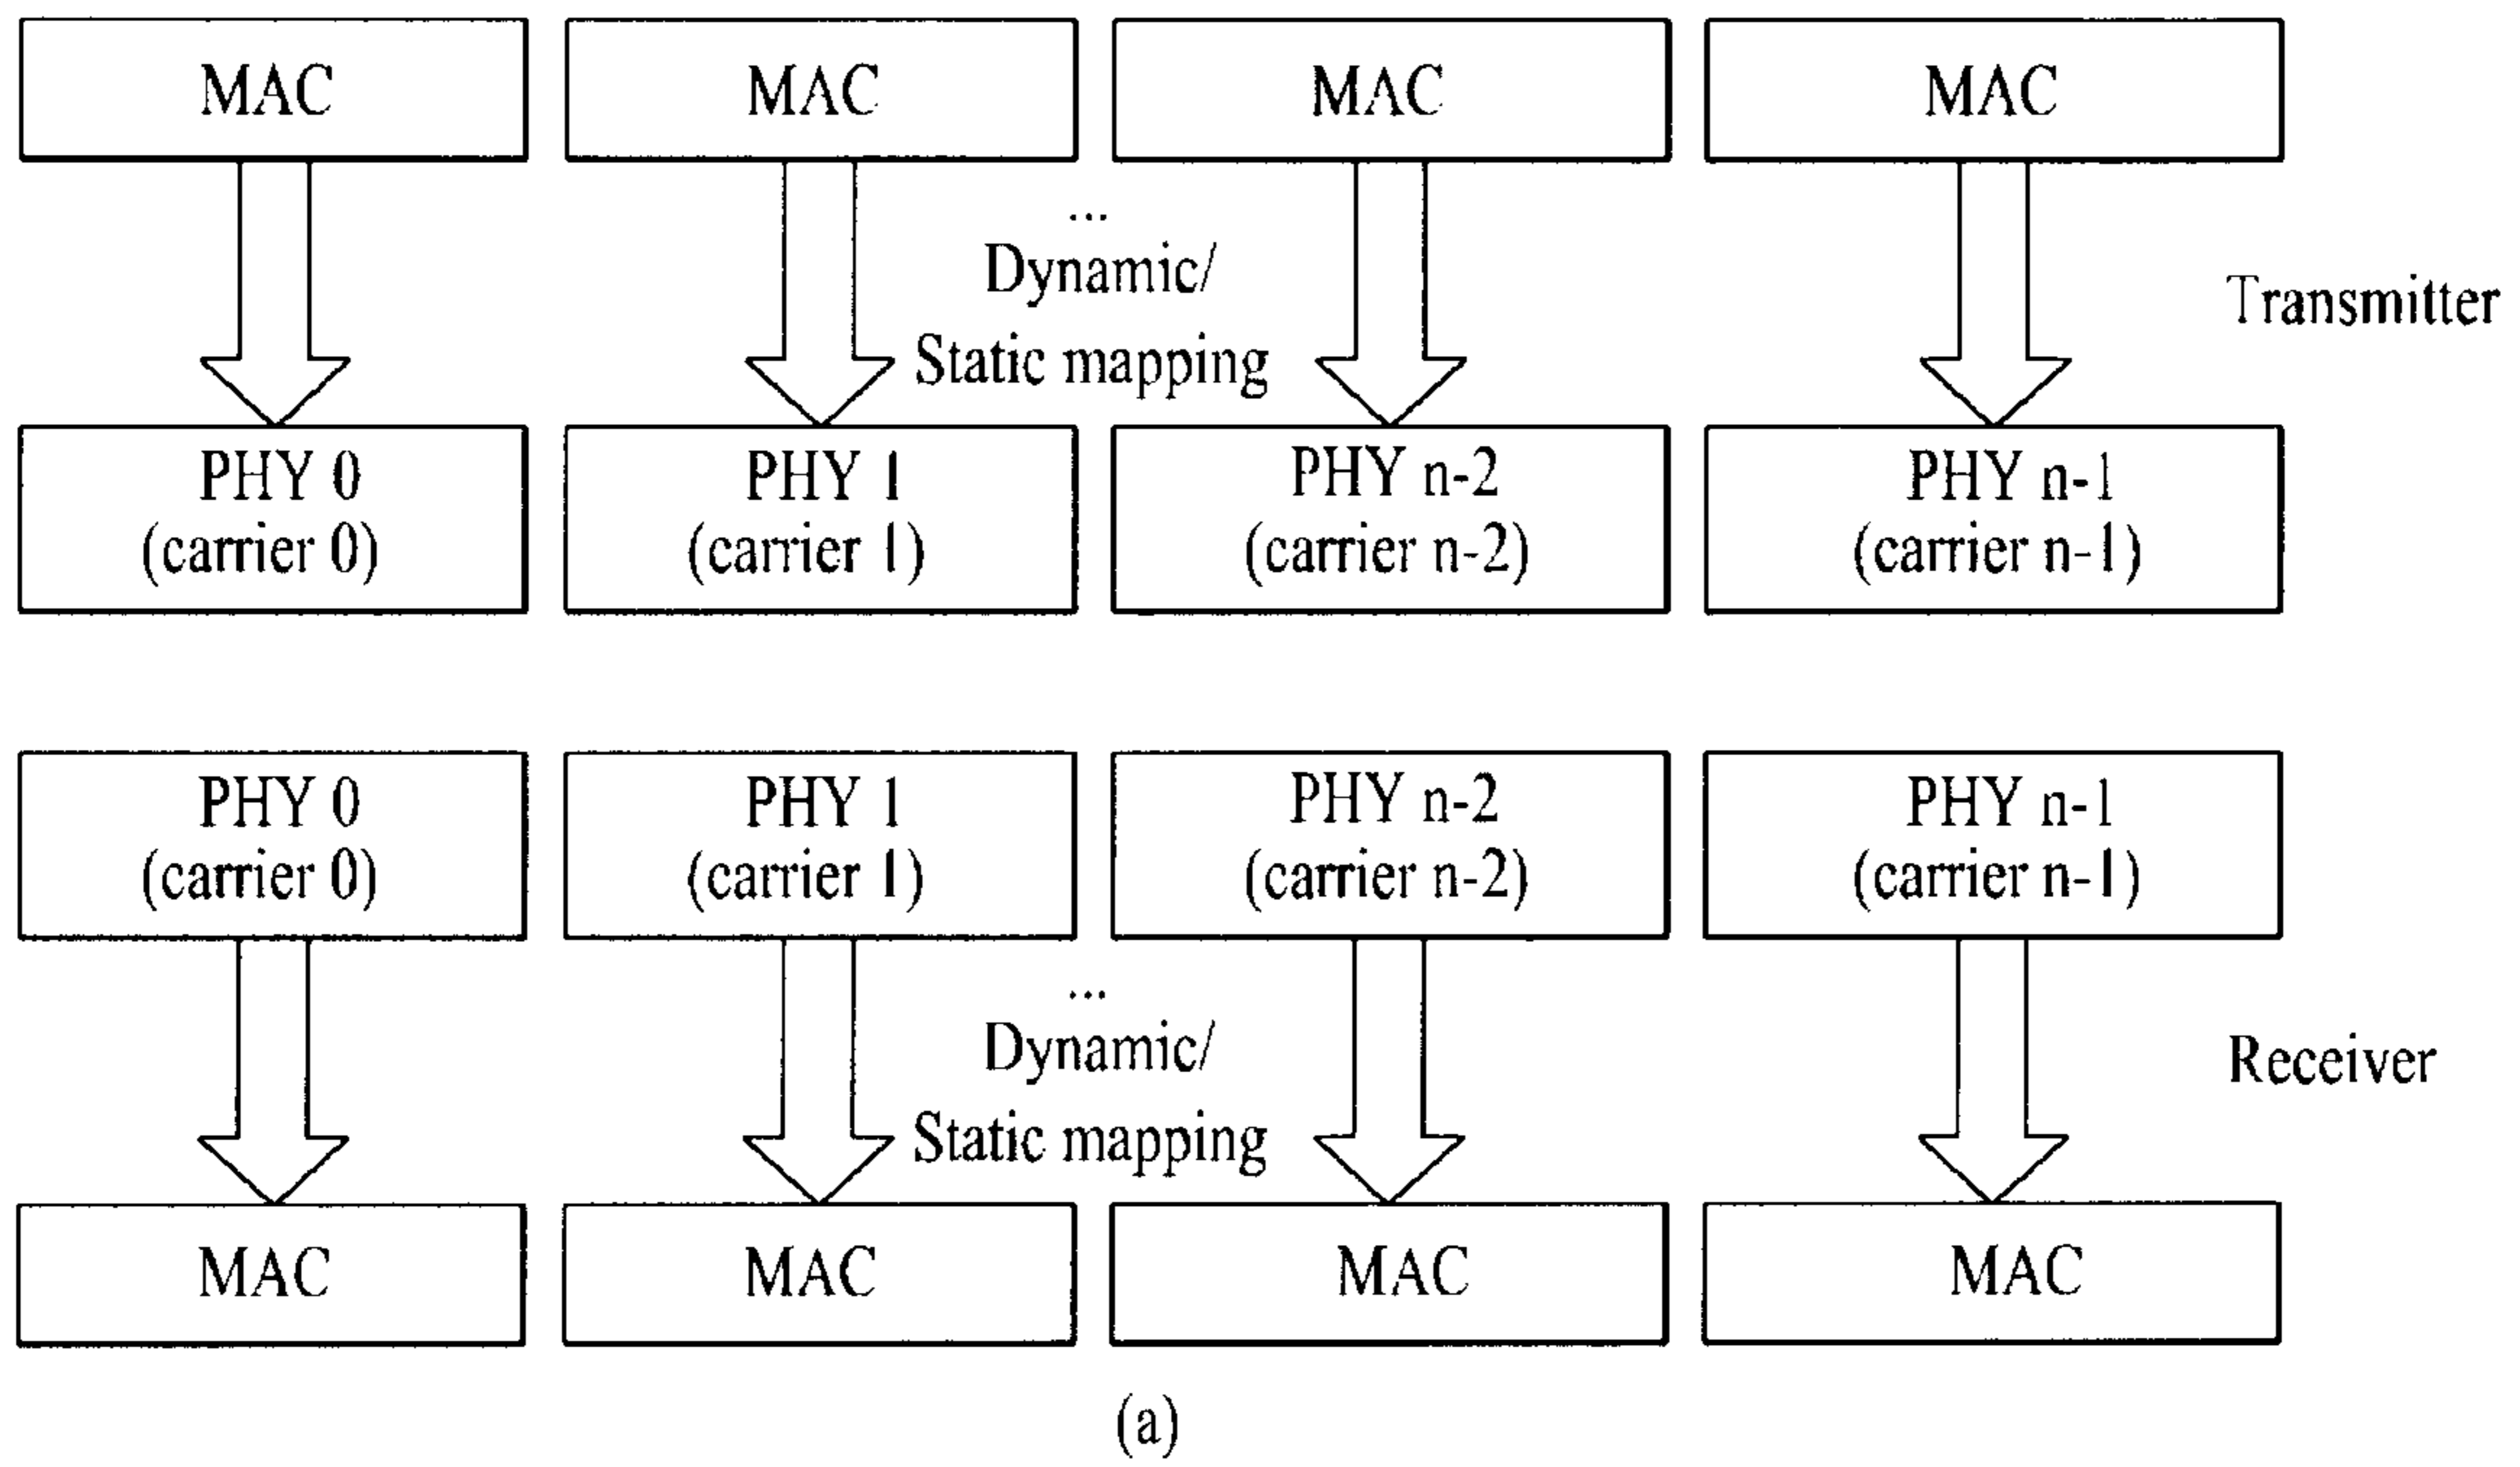 MAC
MAC
MAC
MAC
...
Dynamic/
Static mapping
Transmitter
PHY 0
(carrier 0)
PHY 1
(carrier 1)
PHY n-2
(carrier n-2)
PHY n-1
(carrier n-1)
PHY 0
(carrier 0)
PHY 1
(carrier 1)
PHY n-2
(carrier n-2)
PHY n-1
(carrier n-1)
...
Dynamic/
Static mapping
Receiver
MAC
MAC
MAC
MAC
(a)